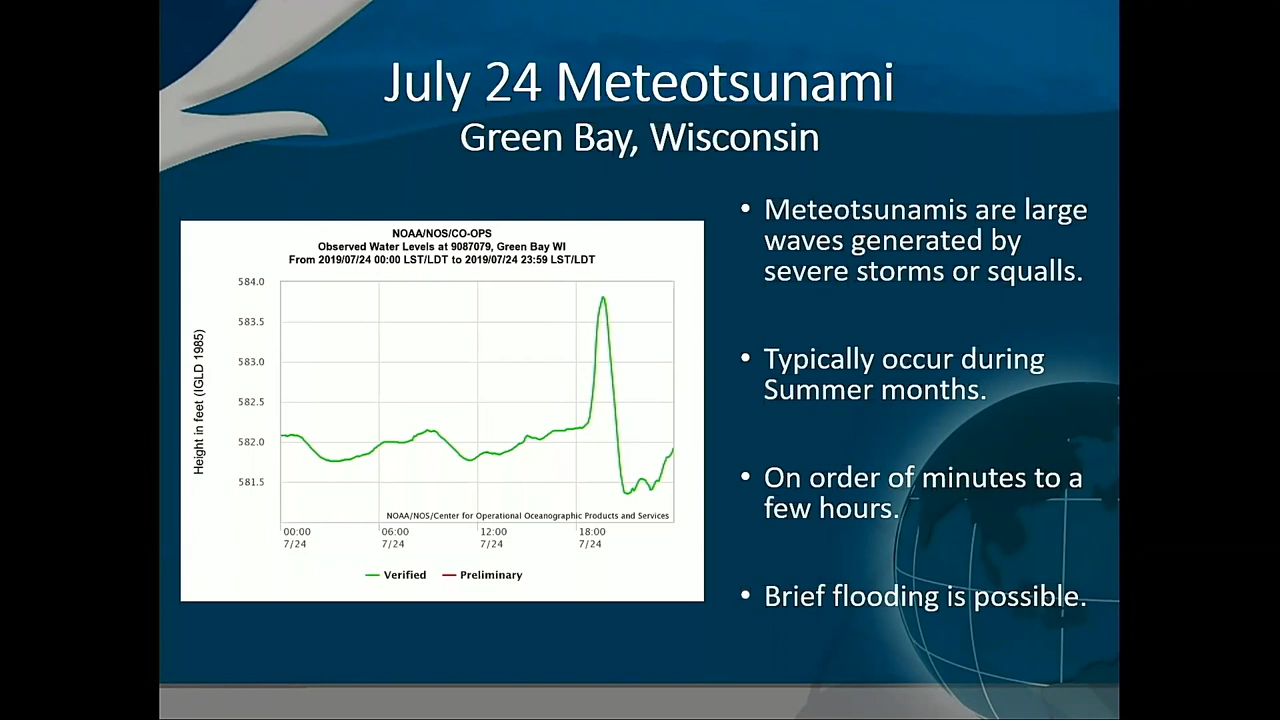 July 24 Meteotsunami
Green Bay, Wisconsin
NOAA/NOS/CO-OPS
Observed Water Levels at 9087079, Green Bay WI
From 2019/07/24 00:00 LST/LDT to 2019/07/24 23:59 LST/LDT
Height in feet (IGLD 1985)
584.0
583.5
583.0
582.5
582.0
581.5
NOAA/NOS/Center for Operational Oceanographic Products and Services
00:00 06:00 12:00 18:00
7/24 7/24 7/24 7/24
Verified Preliminary
• Meteotsunamis are large
waves generated by
severe storms or squalls.
• Typically occur during
Summer months.
• On order of minutes to a
few hours.
• Brief flooding is possible.